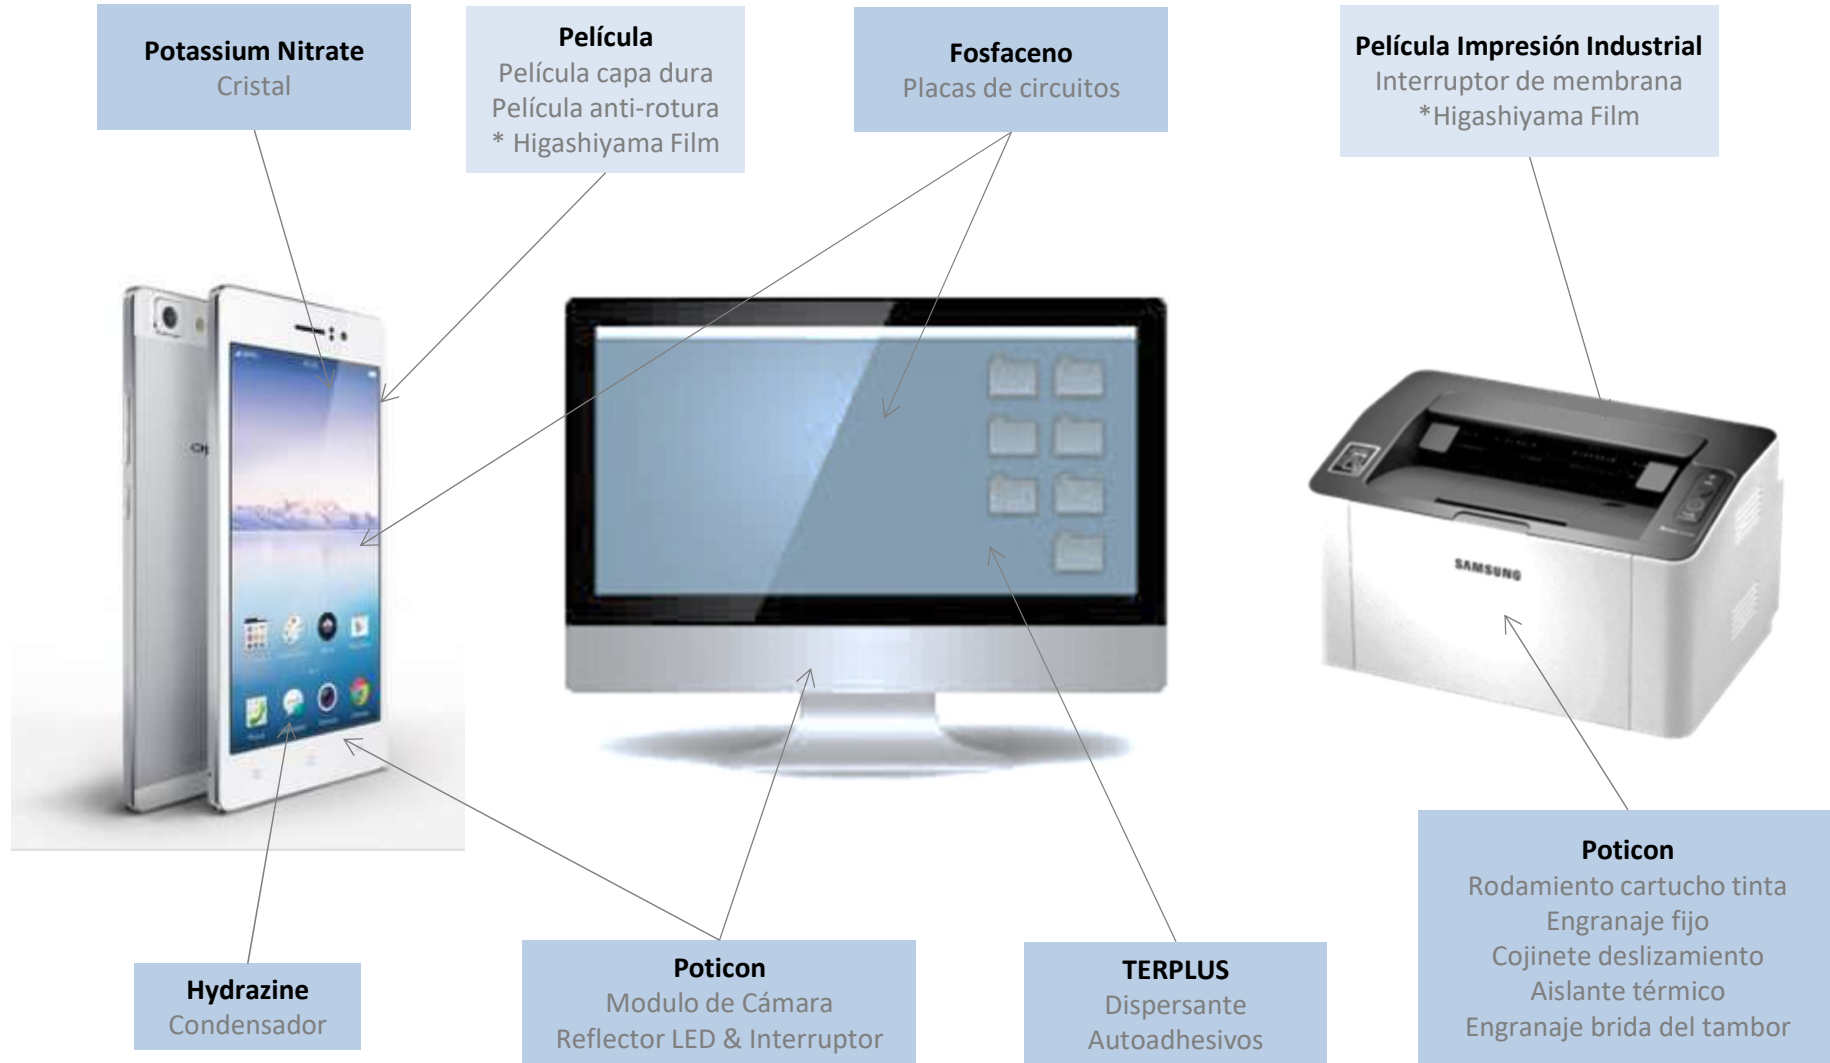 Potassium Nitrate
Cristal
Película
Película capa dura
Película anti-rotura
* Higashiyama Film
Fosfaceno
Placas de circuitos
Película Impresión Industrial
Interruptor de membrana
*Higashiyama Film
SAMSUNG
Hydrazine
Condensador
Poticon
Modulo de Cámara
Reflector LED & Interruptor
TERPLUS
Dispersante
Autoadhesivos
Poticon
Rodamiento cartucho tinta
Engranaje fijo
Cojinete deslizamiento
Aislante térmico
Engranaje brida del tambor